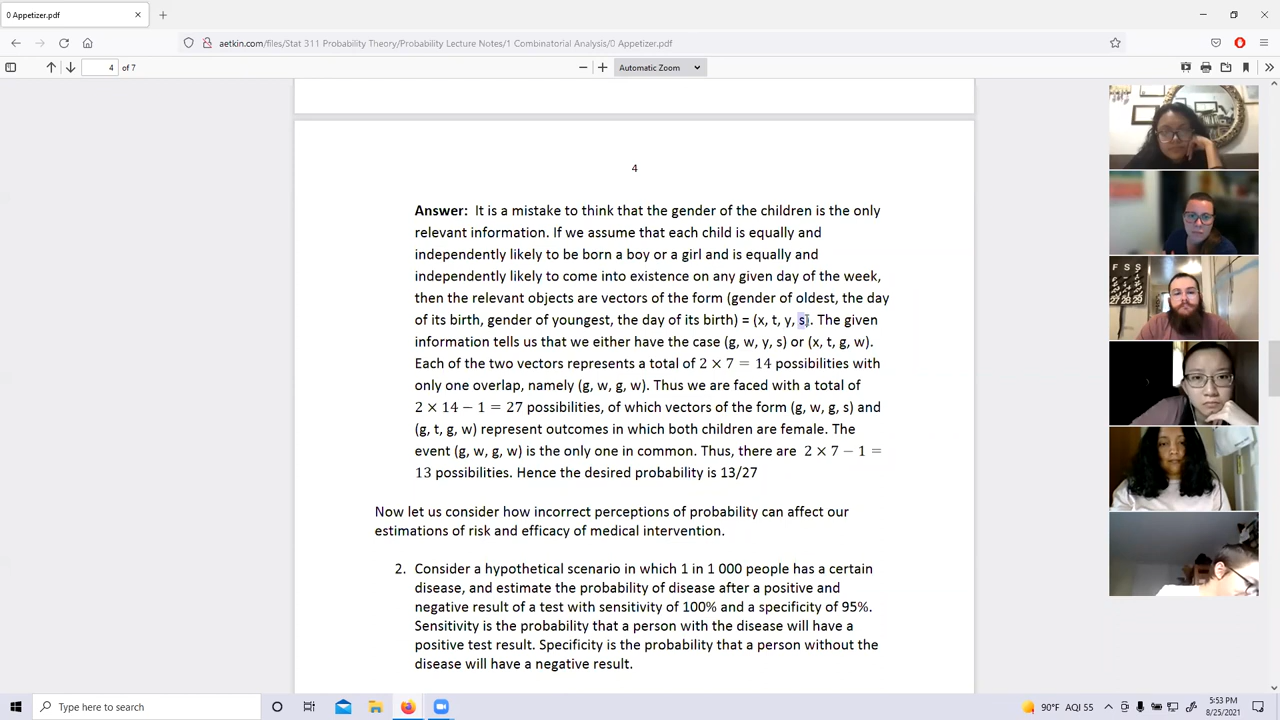 0 Appetizer.pdf
aetkin.com/files/Stat 311 Probability Theory/Probability Lecture Notes/1 Combinatorial Analysis/0 Appetizer.pdf
4 of 7
Automatic Zoom
4
Answer: It is a mistake to think that the gender of the children is the only
relevant information. If we assume that each child is equally and
independently likely to be born a boy or a girl and is equally and
independently likely to come into existence on any given day of the week,
then the relevant objects are vectors of the form (gender of oldest, the day
of its birth, gender of youngest, the day of its birth) = (x, t, y, s). The given
information tells us that we either have the case (g, w, y, s) or (x, t, g, w).
Each of the two vectors represents a total of 2 × 7 = 14 possibilities with
only one overlap, namely (g, w, g, w). Thus we are faced with a total of
2 × 14 − 1 = 27 possibilities, of which vectors of the form (g, w, g, s) and
(g, t, g, w) represent outcomes in which both children are female. The
event (g, w, g, w) is the only one in common. Thus, there are 2 × 7 − 1 =
13 possibilities. Hence the desired probability is 13/27
Now let us consider how incorrect perceptions of probability can affect our
estimations of risk and efficacy of medical intervention.
2. Consider a hypothetical scenario in which 1 in 1 000 people has a certain
disease, and estimate the probability of disease after a positive and
negative result of a test with sensitivity of 100% and a specificity of 95%.
Sensitivity is the probability that a person with the disease will have a
positive test result. Specificity is the probability that a person without the
disease will have a negative result.
F S S
Type here to search
90°F AQI 55
5:53 PM
8/25/2021